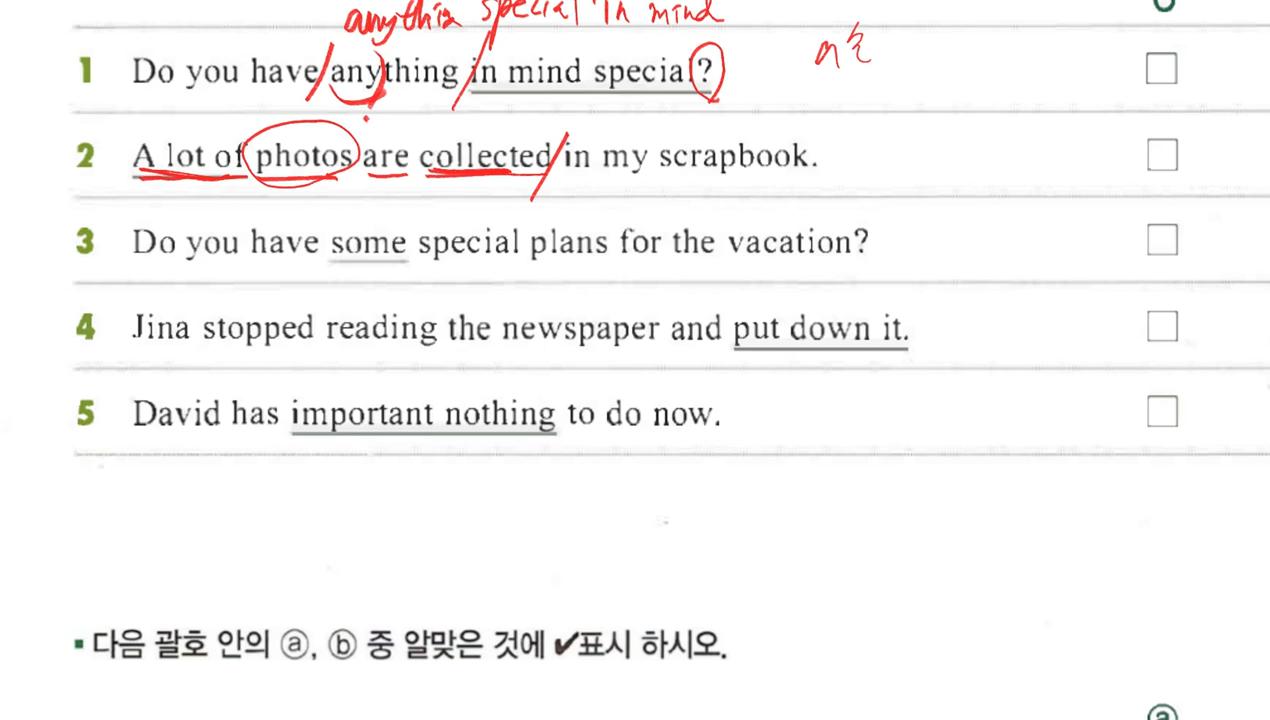 anything special in mind
1 Do you have anything in mind special?
2 A lot of photos are collected in my scrapbook.
3 Do you have some special plans for the vacation?
4 Jina stopped reading the newspaper and put down it.
5 David has important nothing to do now.
▪ 다음 괄호 안의 ⓐ, ⓑ 중 알맞은 것에 ✔표시 하시오.
ⓐ